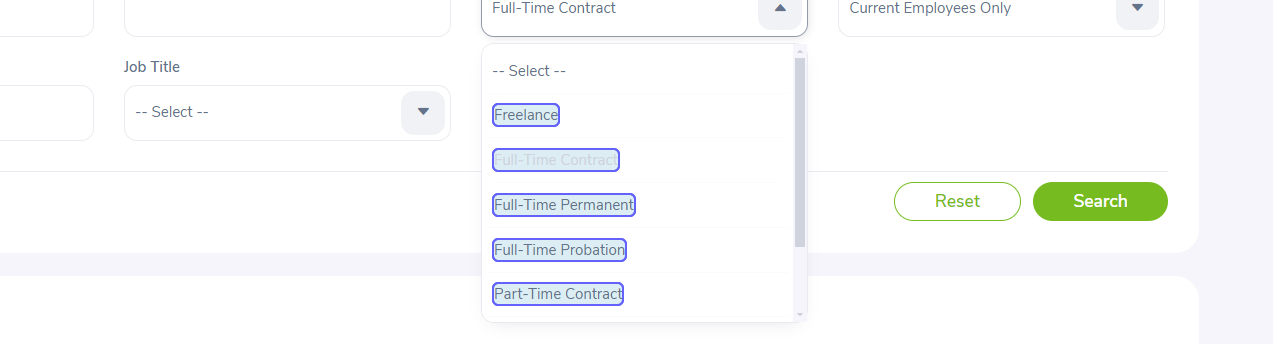 Full-Time Contract
Current Employees Only
Job Title
-- Select --
-- Select --
Freelance
Full-Time Contract
Full-Time Permanent
Full-Time Probation
Part-Time Contract
Reset
Search